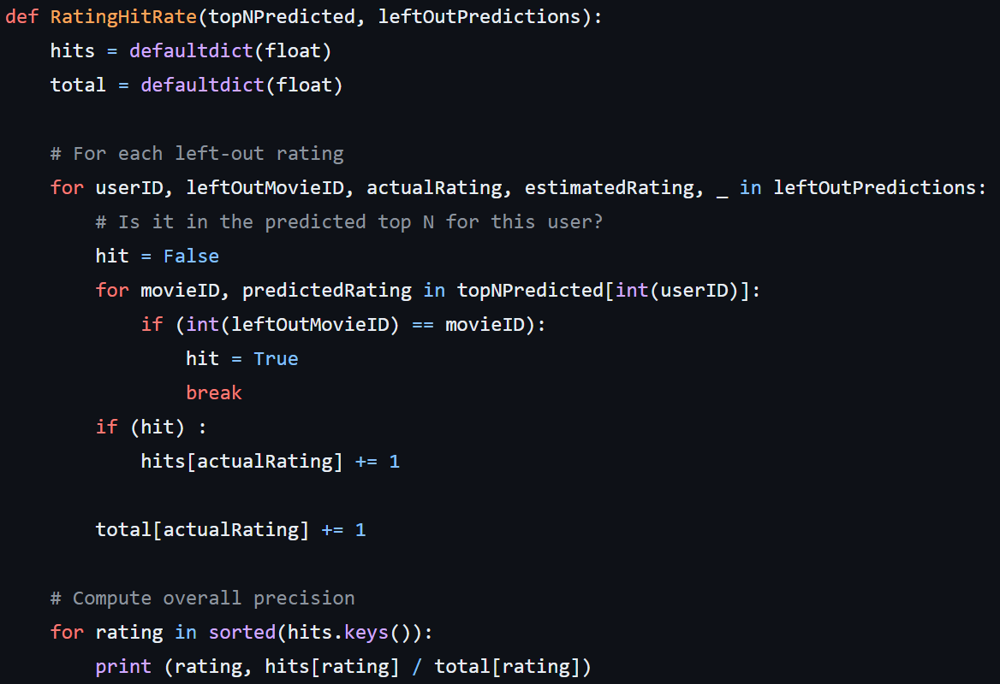 def RatingHitRate(topNPredicted, leftOutPredictions):
    hits = defaultdict(float)
    total = defaultdict(float)

    # For each left-out rating
    for userID, leftOutMovieID, actualRating, estimatedRating, _ in leftOutPredictions:
        # Is it in the predicted top N for this user?
        hit = False
        for movieID, predictedRating in topNPredicted[int(userID)]:
            if (int(leftOutMovieID) == movieID):
                hit = True
                break
        if (hit) :
            hits[actualRating] += 1

        total[actualRating] += 1

    # Compute overall precision
    for rating in sorted(hits.keys()):
        print (rating, hits[rating] / total[rating])